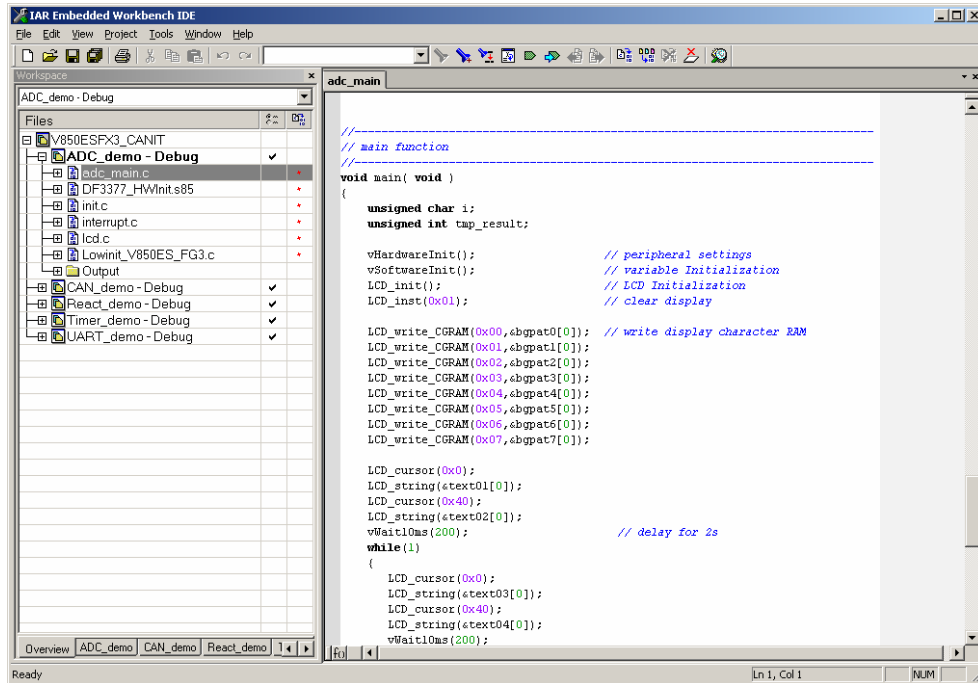 IAR Embedded Workbench IDE
File Edit View Project Tools Window Help
Workspace
ADC_demo - Debug
Files
V850ESFX3_CANIT
ADC_demo - Debug
adc_main.c
DF3377_HWInit.s85
init.c
interrupt.c
lcd.c
Lowinit_V850ES_FG3.c
Output
CAN_demo - Debug
React_demo - Debug
Timer_demo - Debug
UART_demo - Debug
Overview ADC_demo CAN_demo React_demo
adc_main
//-----------------------------------------------------------------------------
// main function
//-----------------------------------------------------------------------------
void main( void )
{
unsigned char i;
unsigned int tmp_result;
vHardwareInit(); // peripheral settings
vSoftwareInit(); // variable Initialization
LCD_init(); // LCD Initialization
LCD_inst(0x01); // clear display
LCD_write_CGRAM(0x00,&bgpat0[0]); // write display character RAM
LCD_write_CGRAM(0x01,&bgpat1[0]);
LCD_write_CGRAM(0x02,&bgpat2[0]);
LCD_write_CGRAM(0x03,&bgpat3[0]);
LCD_write_CGRAM(0x04,&bgpat4[0]);
LCD_write_CGRAM(0x05,&bgpat5[0]);
LCD_write_CGRAM(0x06,&bgpat6[0]);
LCD_write_CGRAM(0x07,&bgpat7[0]);
LCD_cursor(0x0);
LCD_string(&text01[0]);
LCD_cursor(0x40);
LCD_string(&text02[0]);
vWait10ms(200); // delay for 2s
while(1)
{
LCD_cursor(0x0);
LCD_string(&text03[0]);
LCD_cursor(0x40);
LCD_string(&text04[0]);
vWait10ms(200);
Ready
Ln 1, Col 1
NUM